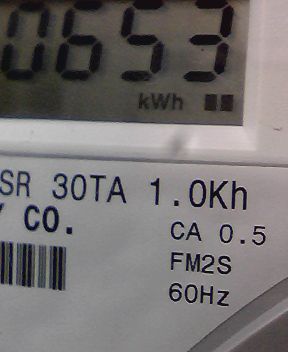 0653
kWh
SR 30TA 1.0Kh
Y CO.
CA 0.5
FM2S
60Hz